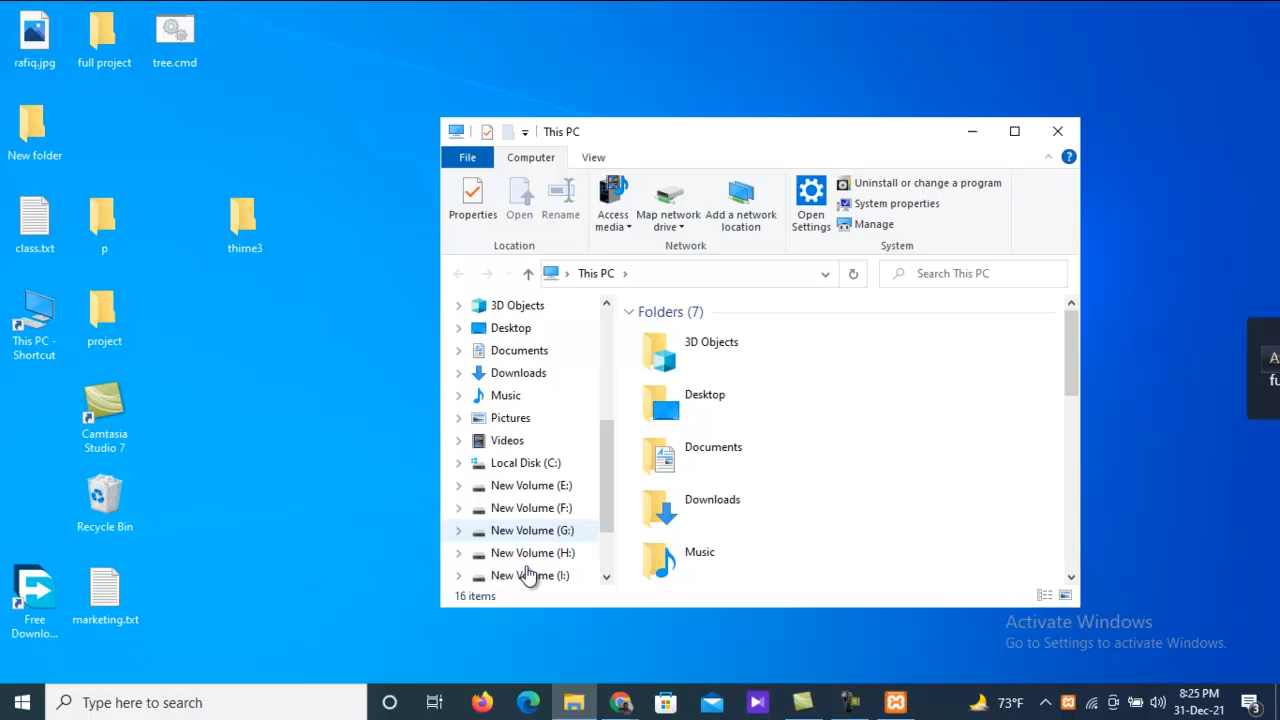 rafiq.jpg
full project
tree.cmd
New folder
class.txt
p
thime3
This PC -
Shortcut
project
Camtasia
Studio 7
Recycle Bin
Free
Downlo...
marketing.txt
This PC
File
Computer
View
Properties
Open
Rename
Access
media
Map network
drive
Add a network
location
Open
Settings
Uninstall or change a program
System properties
Manage
Location
Network
System
This PC
Search This PC
3D Objects
Desktop
Documents
Downloads
Music
Pictures
Videos
Local Disk (C:)
New Volume (E:)
New Volume (F:)
New Volume (G:)
New Volume (H:)
Folders (7)
3D Objects
Desktop
Documents
Downloads
Music
16 items
Activate Windows
Go to Settings to activate Windows.
Type here to search
73°F
8:25 PM
31-Dec-21
3